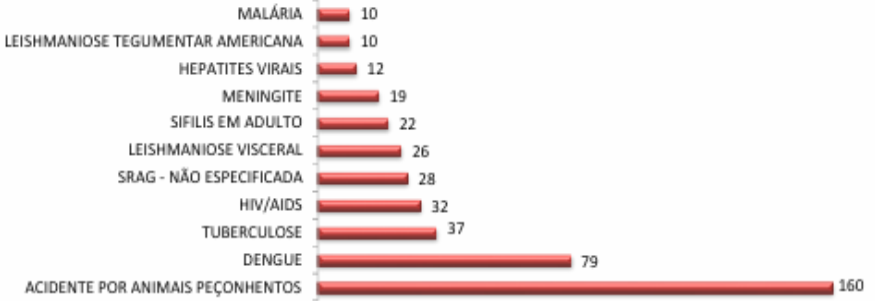 MALÁRIA 10
LEISHMANIOSE TEGUMENTAR AMERICANA 10
HEPATITES VIRAIS 12
MENINGITE 19
SIFILIS EM ADULTO 22
LEISHMANIOSE VISCERAL 26
SRAG - NÃO ESPECIFICADA 28
HIV/AIDS 32
TUBERCULOSE 37
DENGUE 79
ACIDENTE POR ANIMAIS PEÇONHENTOS 160